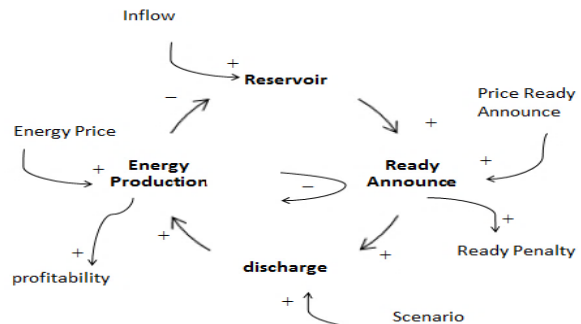 Inflow
+
Reservoir
−
+
Price Ready
Announce
Energy Price
+
+
Energy
Production
−
Ready
Announce
+
+
+
+
Ready Penalty
profitability
discharge
+
Scenario